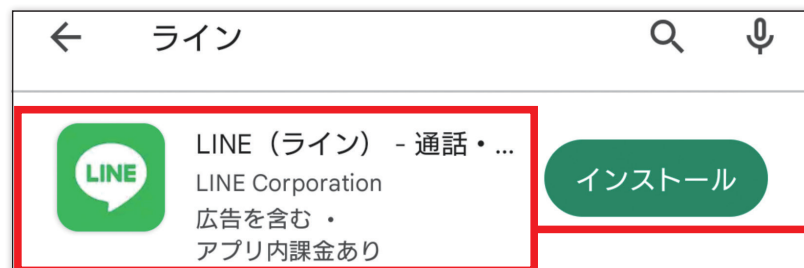 ライン
LINE
LINE（ライン） - 通話・...
LINE Corporation
広告を含む ・
アプリ内課金あり
インストール